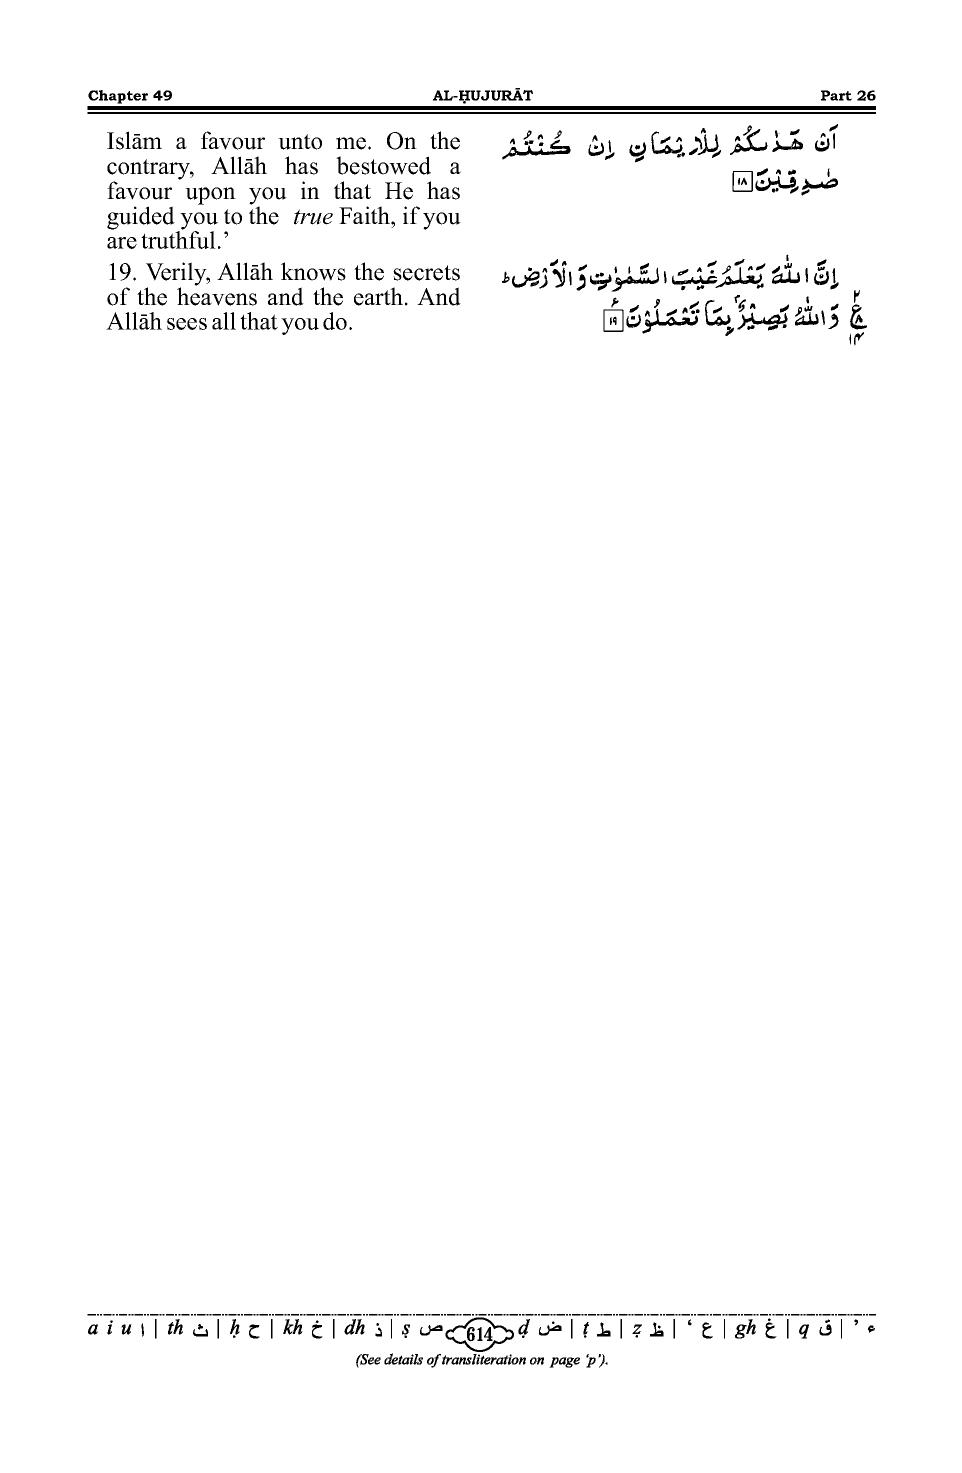 Chapter 49 AL-ḤUJURĀT Part 26
Islām a favour unto me. On the
contrary, Allāh has bestowed a
favour upon you in that He has
guided you to the true Faith, if you
are truthful.’
اَنْ هَدٰىكُمْ لِلْاِيْمَانِ اِنْ كُنْتُمْ
صٰدِقِيْنَ ۱۸
19. Verily, Allāh knows the secrets
of the heavens and the earth. And
Allāh sees all that you do.
اِنَّ اللّٰهَ يَعْلَمُ غَيْبَ السَّمٰوٰتِ وَ الْاَرْضِ ؕ
وَ اللّٰهُ بَصِيْرٌۢ بِمَا تَعْمَلُوْنَ ۱۹
۲
ع
۱۴
a i u ا | th ث | ḥ ح | kh خ | dh ذ | ṣ ص 614 ḍ ض | ṭ ط | ẓ ظ | ‘ ع | gh غ | q ق | ’ ء
(See details of transliteration on page ‘p’).